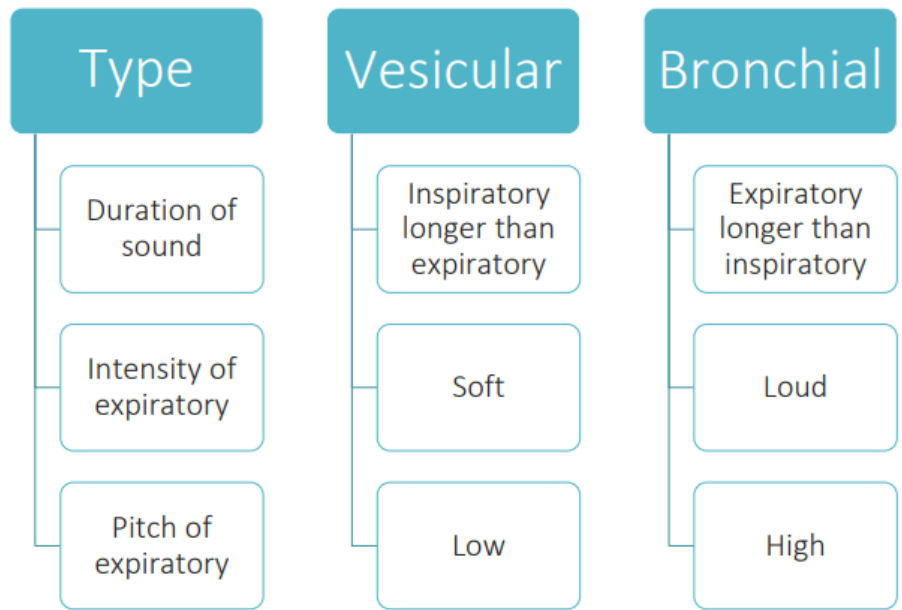 Type
Duration of
sound
Intensity of
expiratory
Pitch of
expiratory
Vesicular
Inspiratory
longer than
expiratory
Soft
Low
Bronchial
Expiratory
longer than
inspiratory
Loud
High